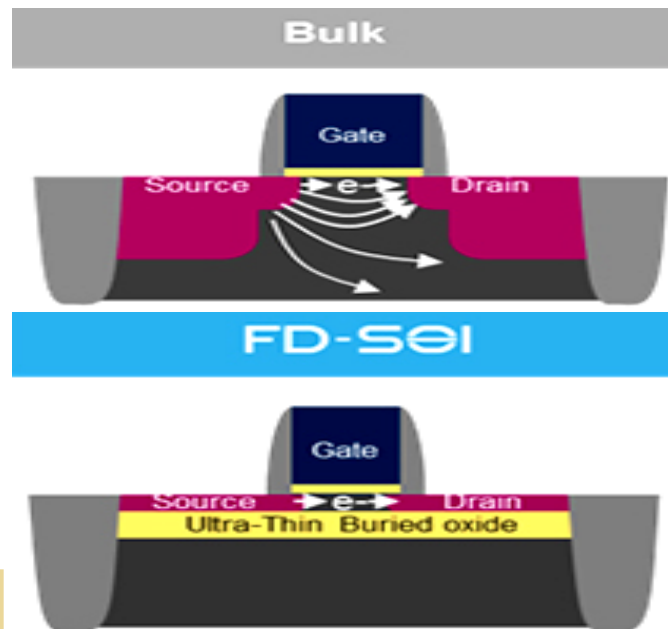 Bulk
Gate
Source e- Drain
FD-SOI
Gate
Source e- Drain
Ultra-Thin Buried oxide